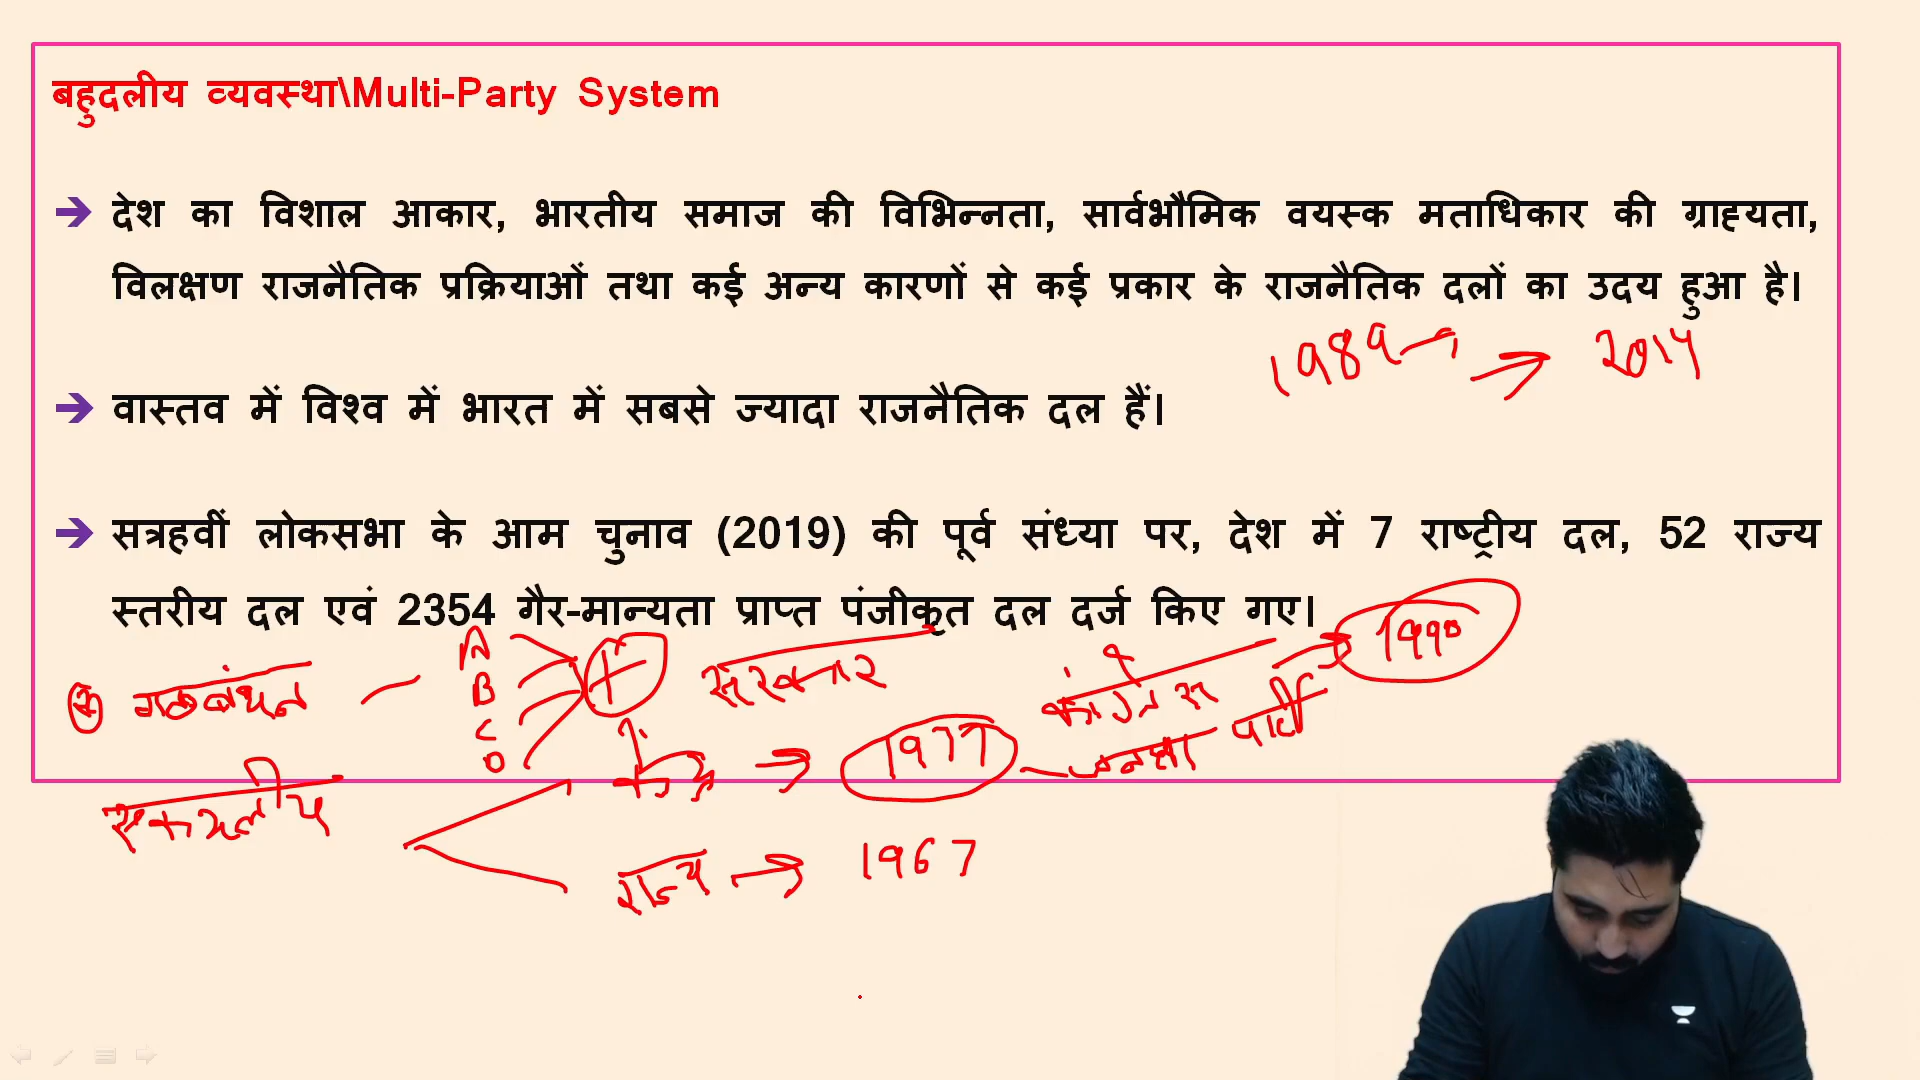 बहुदलीय व्यवस्था\Multi-Party System
देश का विशाल आकार, भारतीय समाज की विभिन्नता, सार्वभौमिक वयस्क मताधिकार की ग्राह्यता,
विलक्षण राजनैतिक प्रक्रियाओं तथा कई अन्य कारणों से कई प्रकार के राजनैतिक दलों का उदय हुआ है।
1989 2014
वास्तव में विश्व में भारत में सबसे ज्यादा राजनैतिक दल हैं।
सत्रहवीं लोकसभा के आम चुनाव (2019) की पूर्व संध्या पर, देश में 7 राष्ट्रीय दल, 52 राज्य
स्तरीय दल एवं 2354 गैर-मान्यता प्राप्त पंजीकृत दल दर्ज किए गए।
गठबंधन A B C D + सरकार कांग्रेस 1990
1977 जनता पार्टी
राज्य 1967